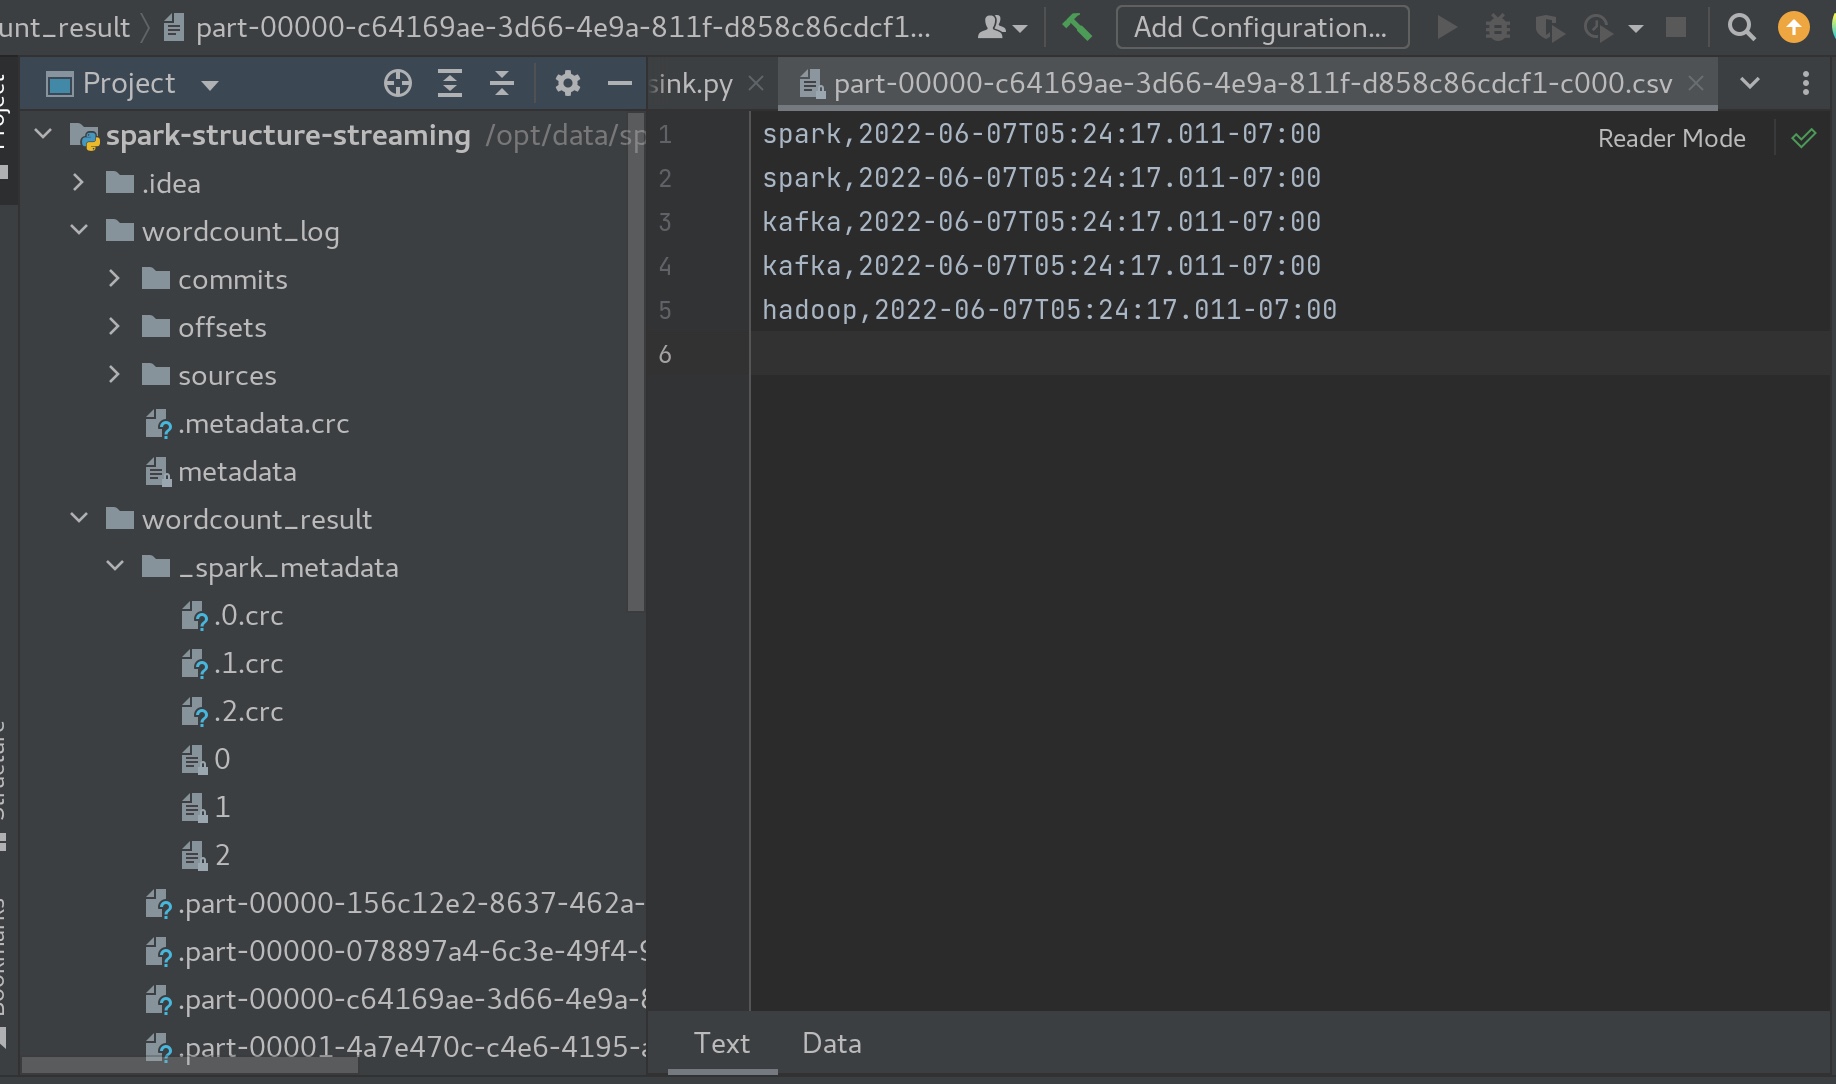 part-00000-c64169ae-3d66-4e9a-811f-d858c86cdcf1... Add Configuration...
Project
.py part-00000-c64169ae-3d66-4e9a-811f-d858c86cdcf1-c000.csv
spark-structure-streaming /opt/data/
.idea
wordcount_log
commits
offsets
sources
.metadata.crc
metadata
wordcount_result
_spark_metadata
.0.crc
.1.crc
.2.crc
0
1
2
.part-00000-156c12e2-8637-462a-
.part-00000-078897a4-6c3e-49f4-
.part-00000-c64169ae-3d66-4e9a-
.part-00001-4a7e470c-c4e6-4195-
1 spark,2022-06-07T05:24:17.011-07:00
2 spark,2022-06-07T05:24:17.011-07:00
3 kafka,2022-06-07T05:24:17.011-07:00
4 kafka,2022-06-07T05:24:17.011-07:00
5 hadoop,2022-06-07T05:24:17.011-07:00
6
Reader Mode
Text Data